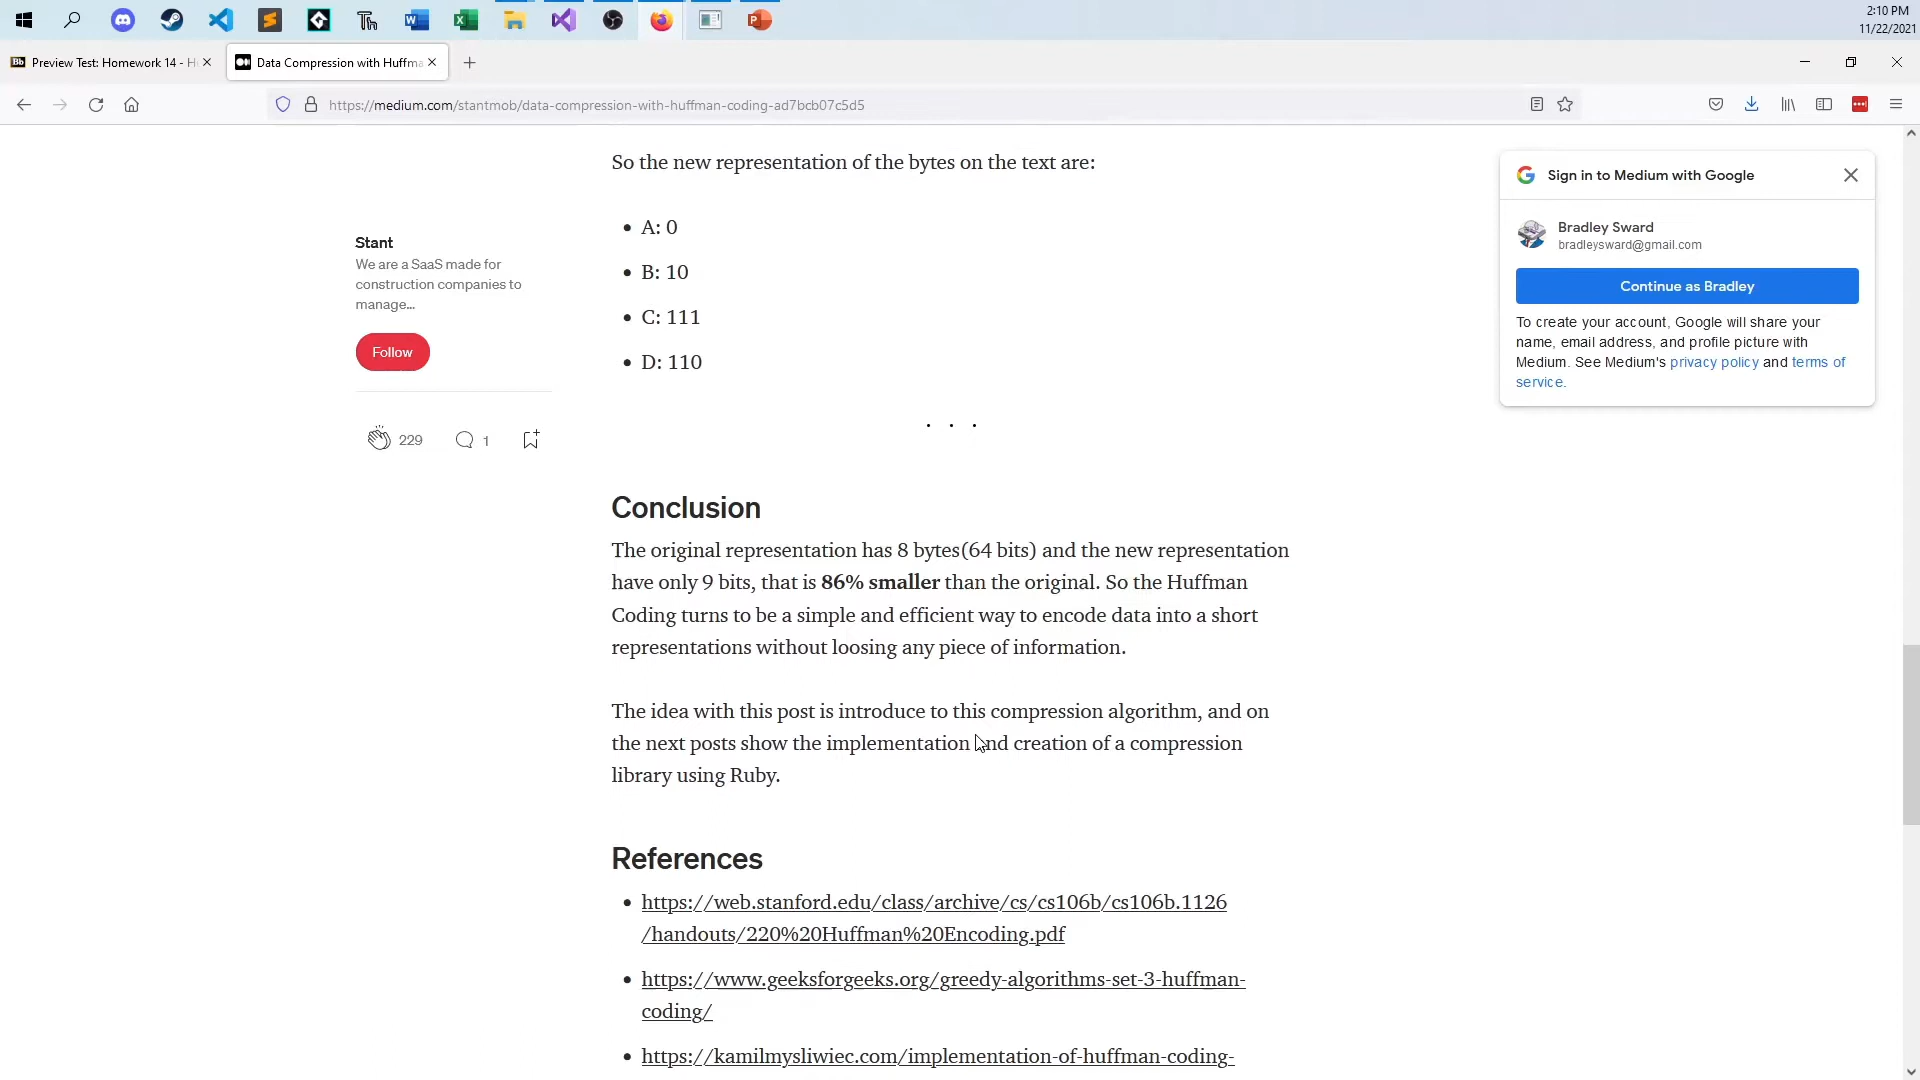 2:10 PM
11/22/2021
Preview Test: Homework 14 - H
Data Compression with Huffma
https://medium.com/stantmob/data-compression-with-huffman-coding-ad7bcb07c5d5
So the new representation of the bytes on the text are:
A: 0
B: 10
C: 111
D: 110
Stant
We are a SaaS made for
construction companies to
manage...
Follow
229
1
Sign in to Medium with Google
Bradley Sward
bradleysward@gmail.com
Continue as Bradley
To create your account, Google will share your
name, email address, and profile picture with
Medium. See Medium's privacy policy and terms of
service.
. . .
Conclusion
The original representation has 8 bytes(64 bits) and the new representation
have only 9 bits, that is 86% smaller than the original. So the Huffman
Coding turns to be a simple and efficient way to encode data into a short
representations without loosing any piece of information.
The idea with this post is introduce to this compression algorithm, and on
the next posts show the implementation and creation of a compression
library using Ruby.
References
https://web.stanford.edu/class/archive/cs/cs106b/cs106b.1126
/handouts/220%20Huffman%20Encoding.pdf
https://www.geeksforgeeks.org/greedy-algorithms-set-3-huffman-
coding/
https://kamilmysliwiec.com/implementation-of-huffman-coding-